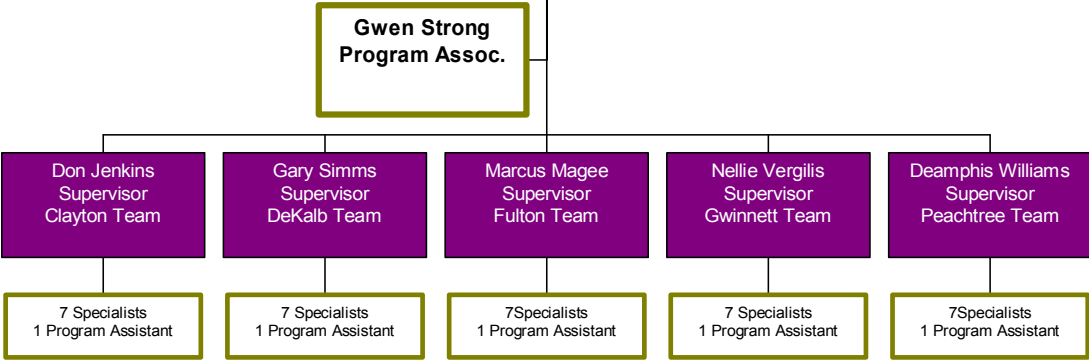 Gwen Strong
Program Assoc.
Don Jenkins
Supervisor
Clayton Team
Gary Simms
Supervisor
DeKalb Team
Marcus Magee
Supervisor
Fulton Team
Nellie Vergilis
Supervisor
Gwinnett Team
Deamphis Williams
Supervisor
Peachtree Team
7 Specialists
1 Program Assistant
7 Specialists
1 Program Assistant
7Specialists
1 Program Assistant
7 Specialists
1 Program Assistant
7Specialists
1 Program Assistant